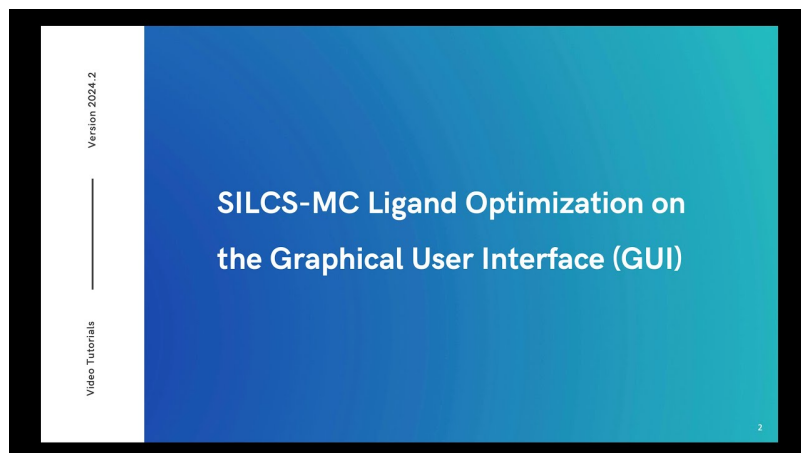 Version 2024.2
Video Tutorials
SILCS-MC Ligand Optimization on
the Graphical User Interface (GUI)
2